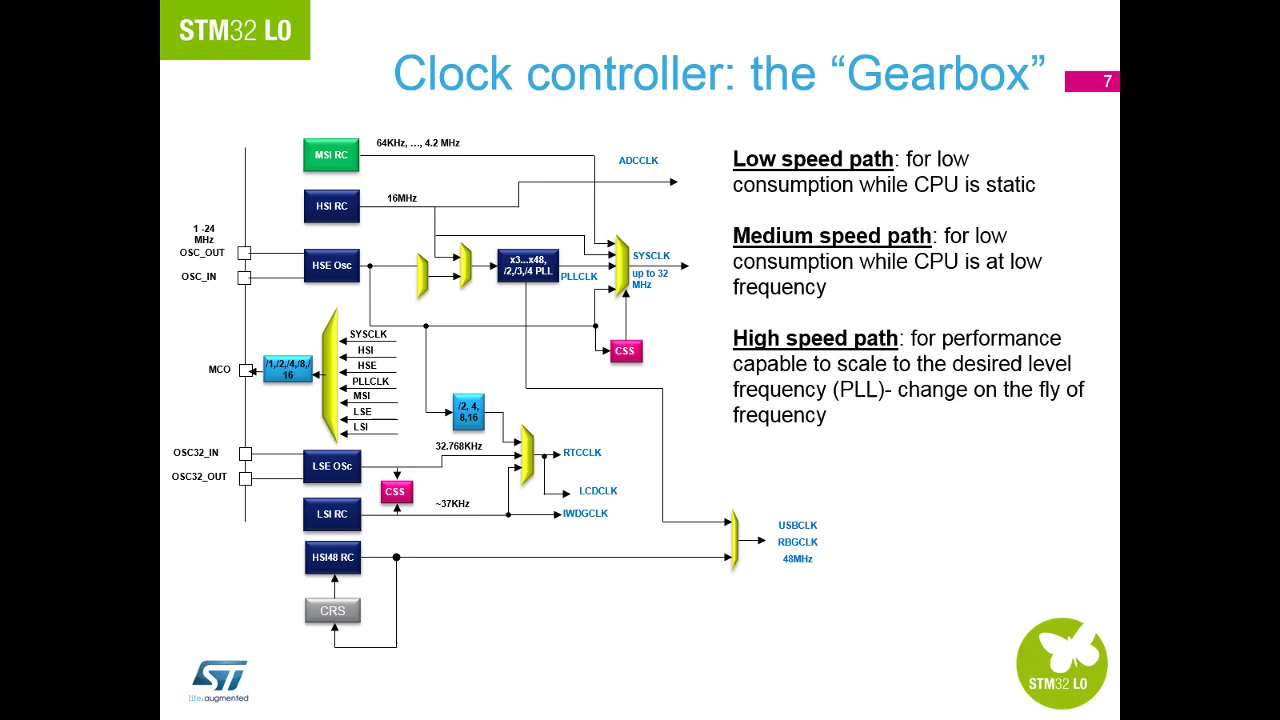 STM32 L0
Clock controller: the “Gearbox”
7
MSI RC
64KHz, …, 4.2 MHz
ADCCLK
HSI RC
16MHz
1 -24
MHz
OSC_OUT
OSC_IN
HSE Osc
x3...x48,
/2,/3,/4 PLL
PLLCLK
SYSCLK
up to 32
MHz
CSS
MCO
/1,/2,/4,/8,/
16
SYSCLK
HSI
HSE
PLLCLK
MSI
LSE
LSI
/2, 4,
8,16
OSC32_IN
OSC32_OUT
LSE OSc
32.768KHz
RTCCLK
CSS
LCDCLK
LSI RC
~37KHz
IWDGCLK
HSI48 RC
USBCLK
RBGCLK
48MHz
CRS
Low speed path: for low
consumption while CPU is static
Medium speed path: for low
consumption while CPU is at low
frequency
High speed path: for performance
capable to scale to the desired level
frequency (PLL)- change on the fly of
frequency
ST
life.augmented
STM32 L0